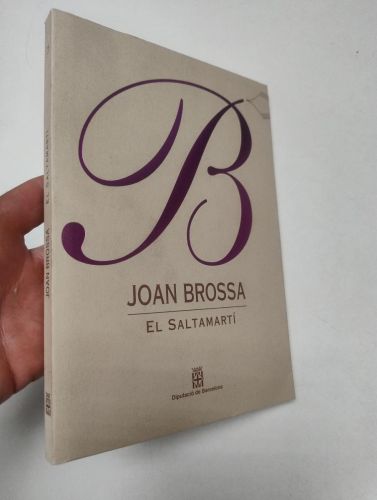 B
JOAN BROSSA
EL SALTAMARTÍ
Diputació de Barcelona
JOAN BROSSA EL SALTAMARTÍ